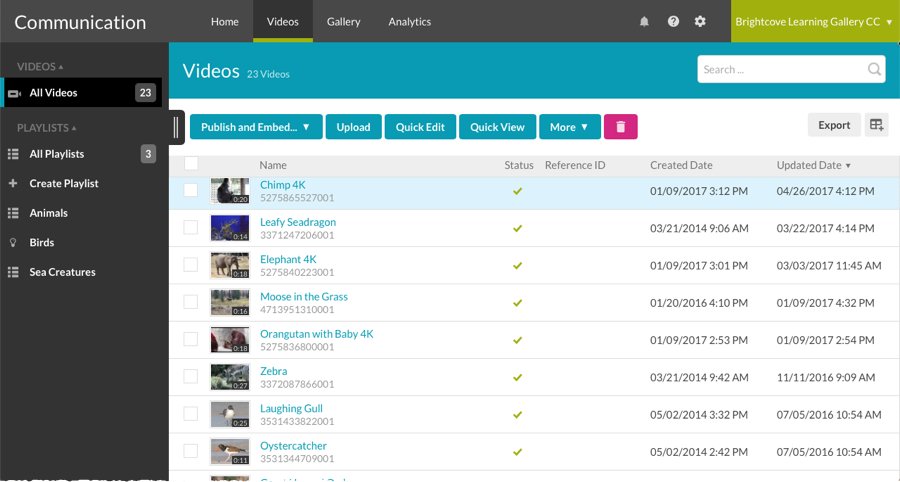 Communication
Home Videos Gallery Analytics
Brightcove Learning Gallery CC
VIDEOS
All Videos 23
PLAYLISTS
All Playlists 3
Create Playlist
Animals
Birds
Sea Creatures
Videos 23 Videos
Search ...
Publish and Embed... Upload Quick Edit Quick View More Export
Name Status Reference ID Created Date Updated Date
0:20 Chimp 4K 01/09/2017 3:12 PM 04/26/2017 4:12 PM
5275865527001
0:14 Leafy Seadragon 03/21/2014 9:06 AM 03/22/2017 4:14 PM
3371247206001
0:18 Elephant 4K 01/09/2017 3:01 PM 03/03/2017 11:45 AM
5275840223001
0:16 Moose in the Grass 01/20/2016 4:10 PM 01/09/2017 4:32 PM
4713951310001
0:18 Orangutan with Baby 4K 01/09/2017 2:53 PM 01/09/2017 2:54 PM
5275836800001
0:27 Zebra 03/21/2014 9:42 AM 11/11/2016 9:09 AM
3372087866001
0:25 Laughing Gull 05/02/2014 3:32 PM 07/05/2016 10:54 AM
3531433822001
0:11 Oystercatcher 05/02/2014 2:42 PM 07/05/2016 10:54 AM
3531344709001